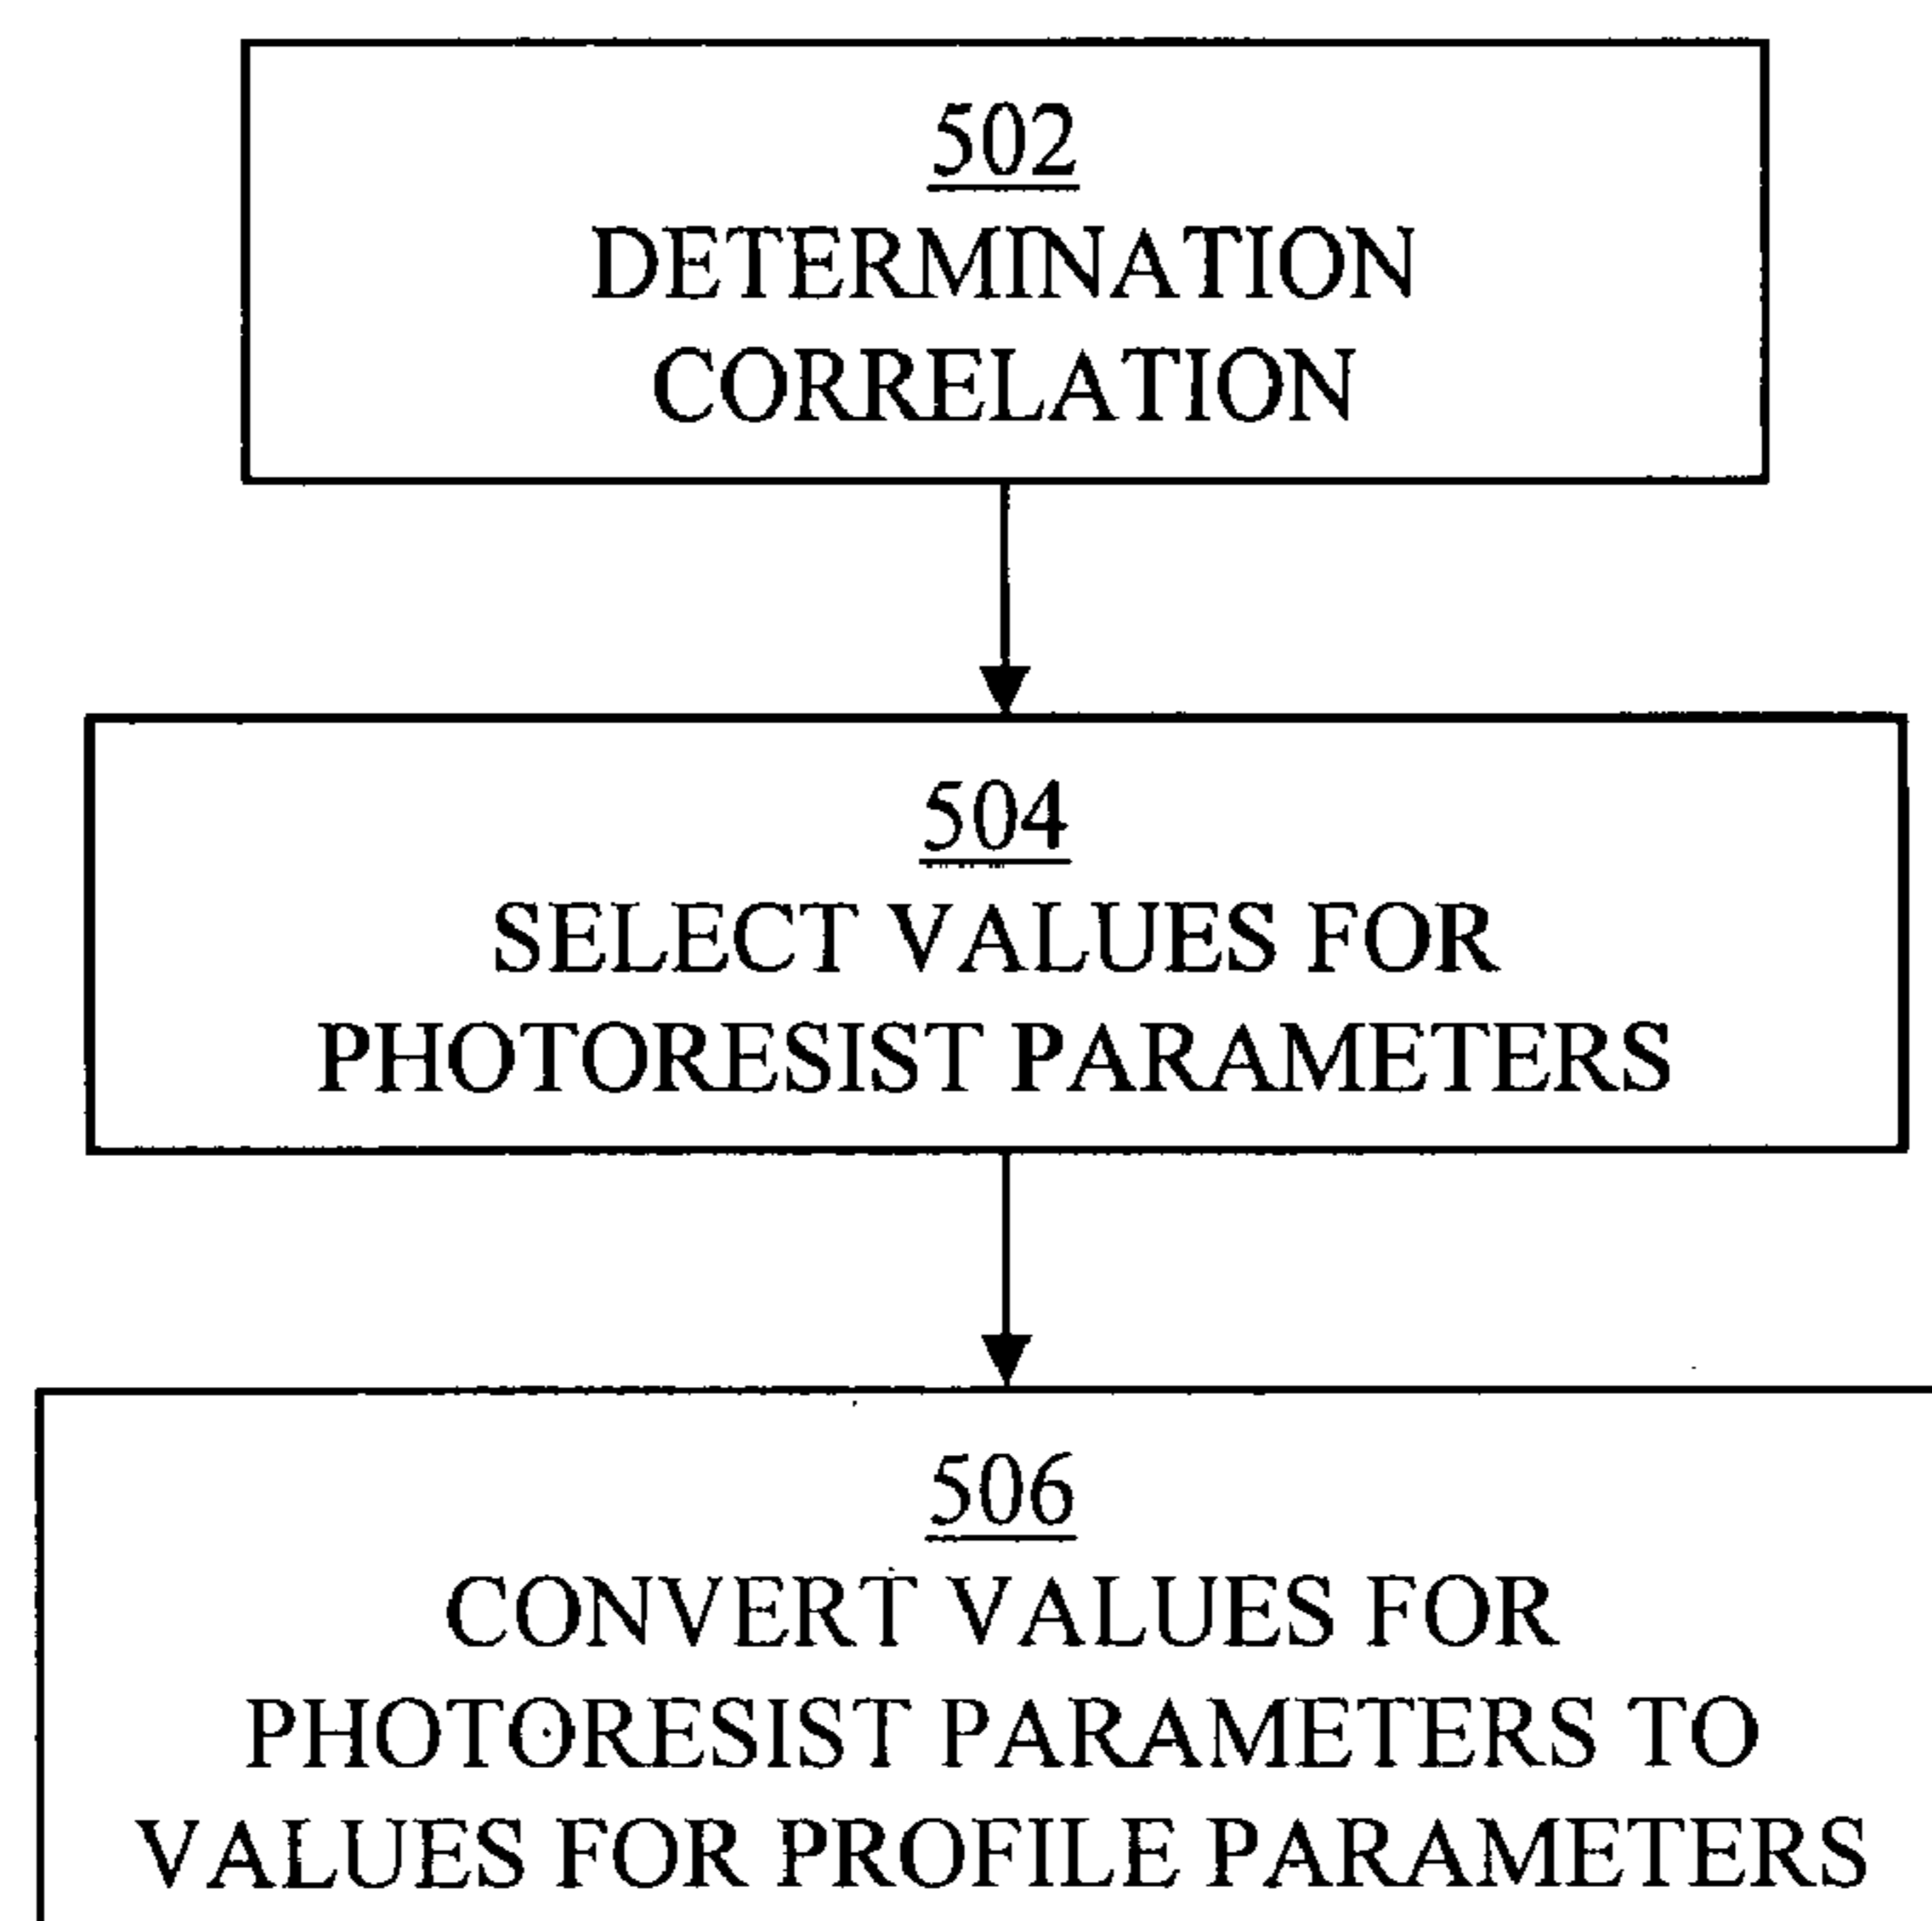 502
DETERMINATION
CORRELATION
504
SELECT VALUES FOR
PHOTORESIST PARAMETERS
506
CONVERT VALUES FOR
PHOTORESIST PARAMETERS TO
VALUES FOR PROFILE PARAMETERS